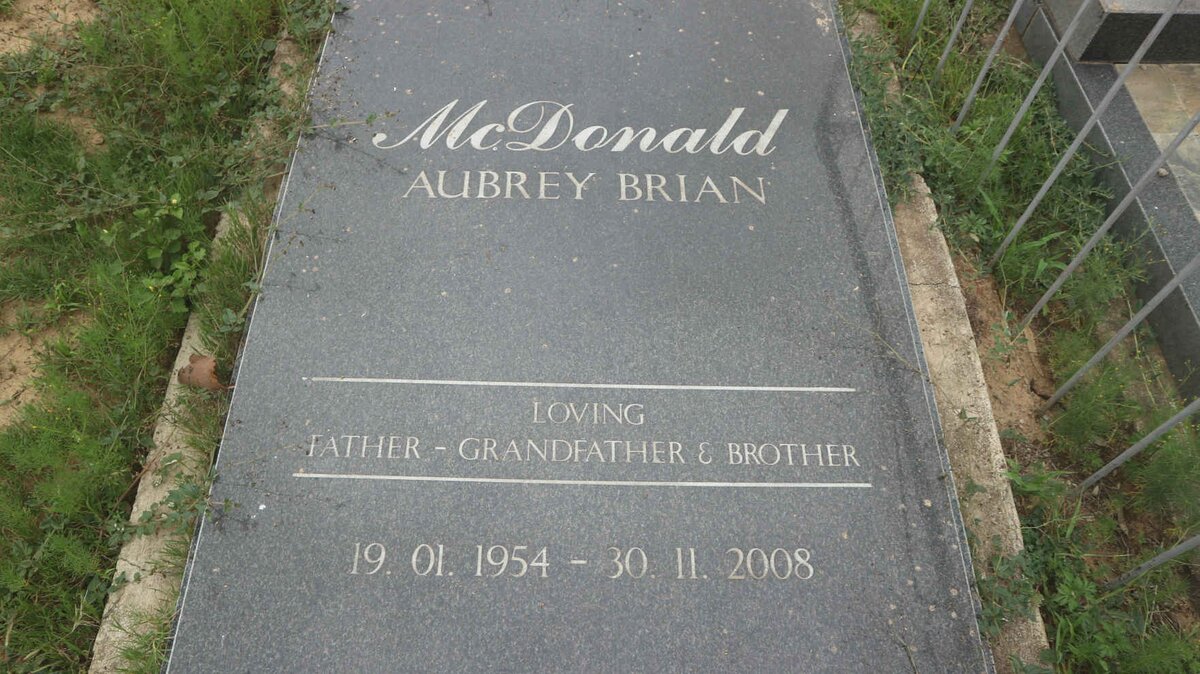 McDonald
AUBREY BRIAN
LOVING
FATHER - GRANDFATHER & BROTHER
19. 01. 1954 - 30. 11. 2008